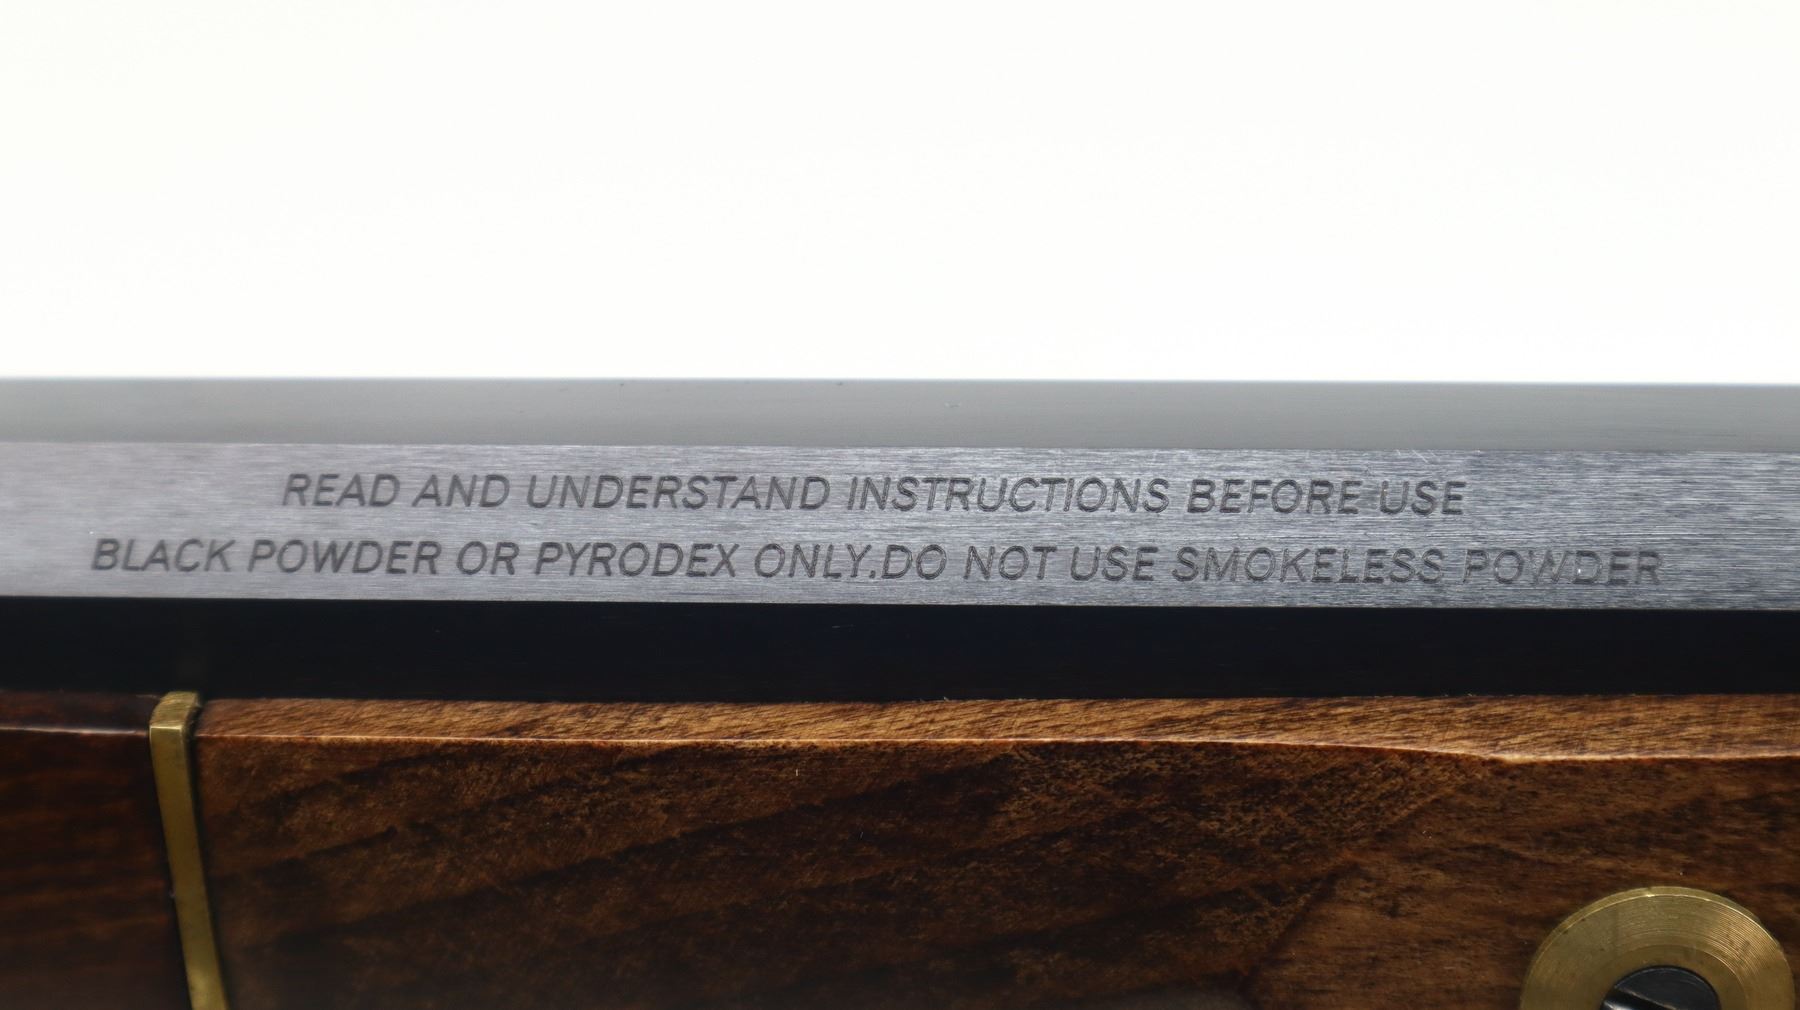 READ AND UNDERSTAND INSTRUCTIONS BEFORE USE
BLACK POWDER OR PYRODEX ONLY.DO NOT USE SMOKELESS POWDER